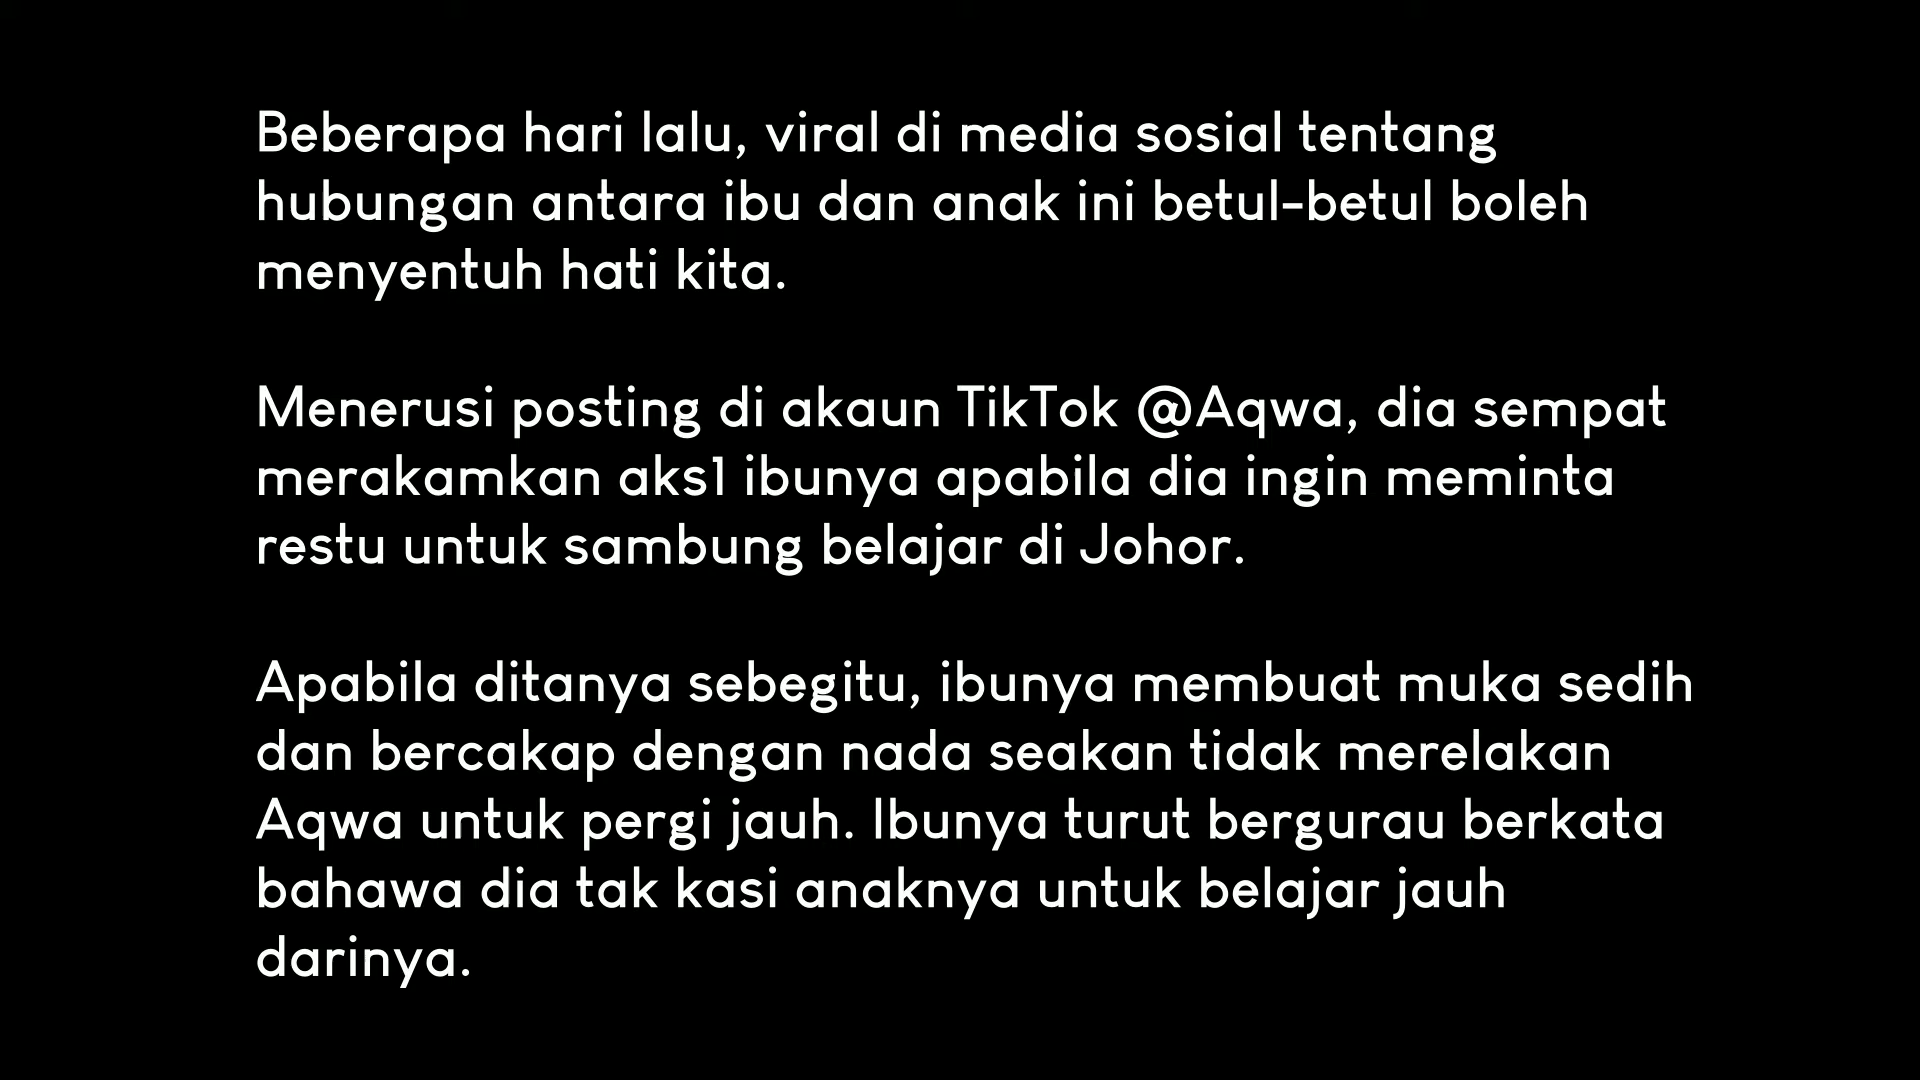 Beberapa hari lalu, viral di media sosial tentang
hubungan antara ibu dan anak ini betul-betul boleh
menyentuh hati kita.
Menerusi posting di akaun TikTok @Aqwa, dia sempat
merakamkan aks1 ibunya apabila dia ingin meminta
restu untuk sambung belajar di Johor.
Apabila ditanya sebegitu, ibunya membuat muka sedih
dan bercakap dengan nada seakan tidak merelakan
Aqwa untuk pergi jauh. Ibunya turut bergurau berkata
bahawa dia tak kasi anaknya untuk belajar jauh
darinya.